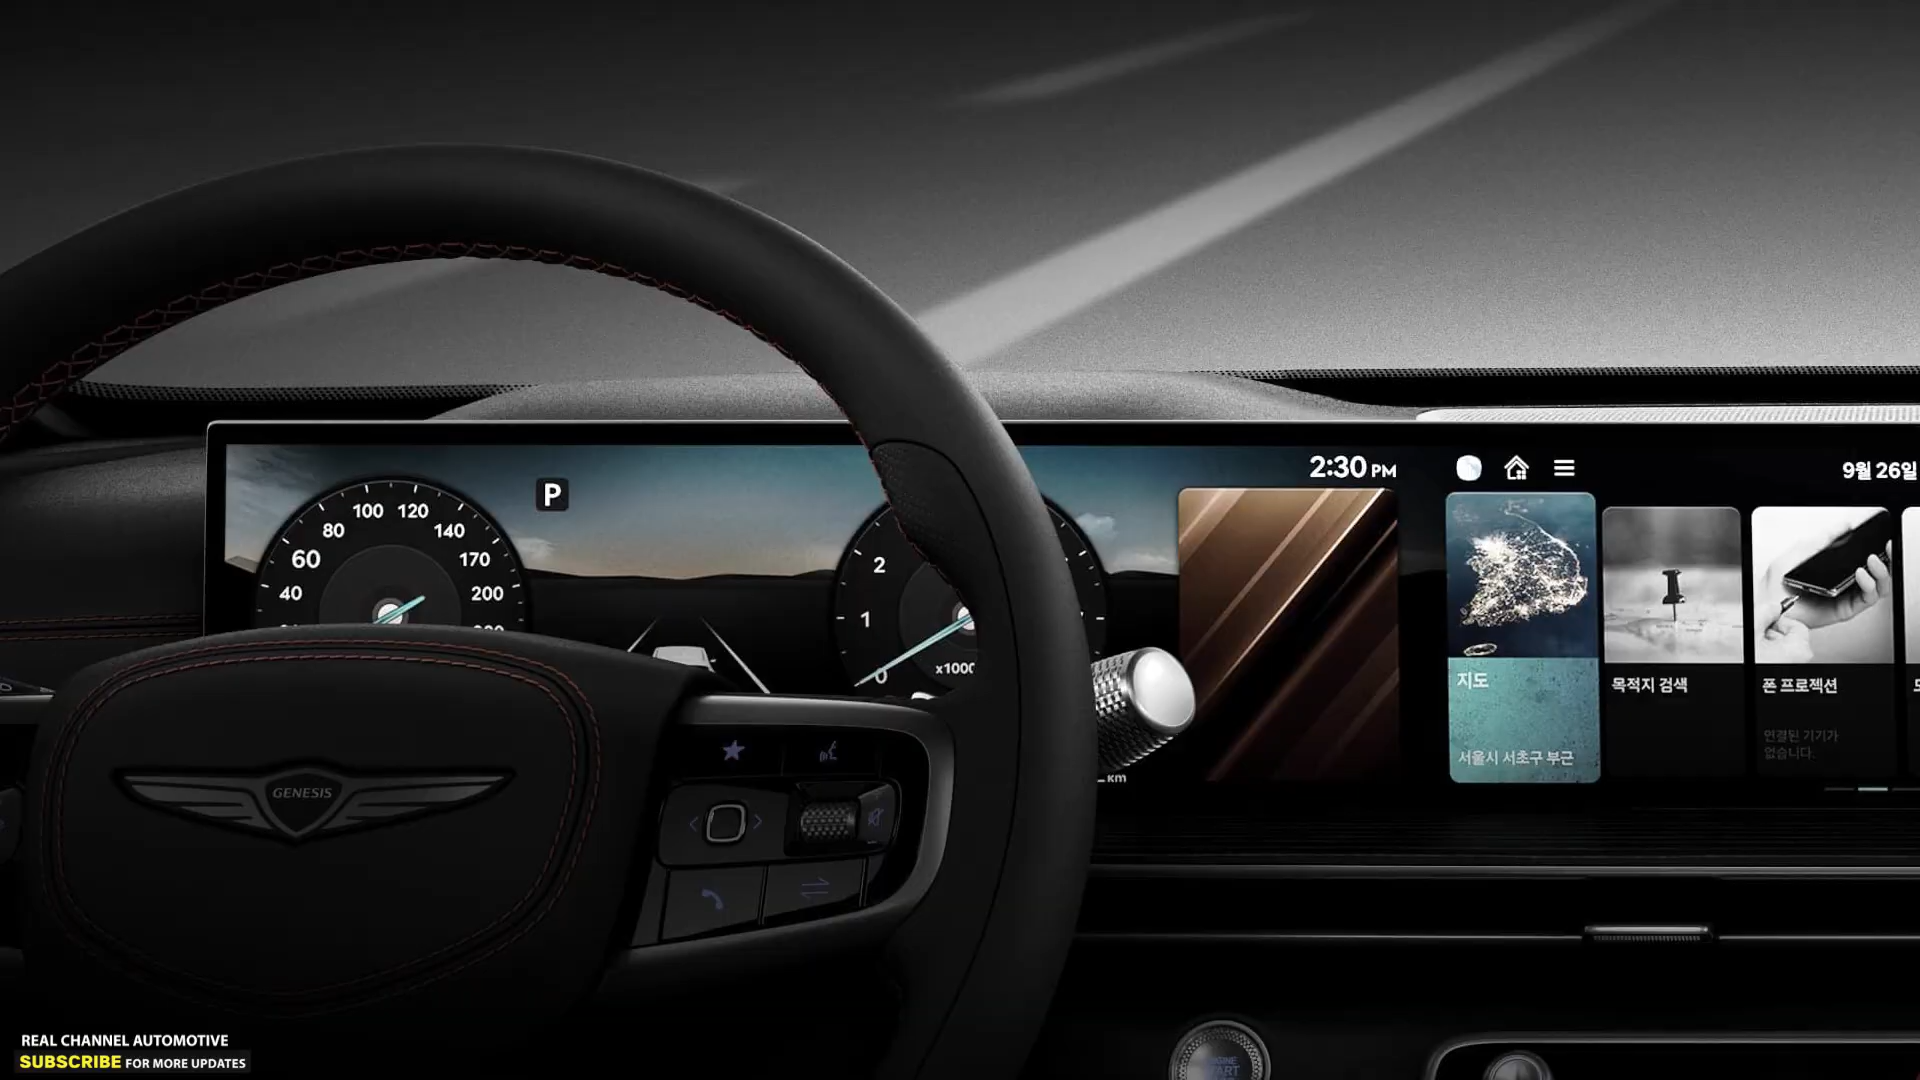 2:30 PM
9월 26일
P
100 120
80 140
60 170
40 200
2
1
0
x1000
km
지도
서울시 서초구 부근
목적지 검색
폰 프로젝션
연결된 기기가
없습니다.
GENESIS
ENGINE
START
REAL CHANNEL AUTOMOTIVE
SUBSCRIBE FOR MORE UPDATES